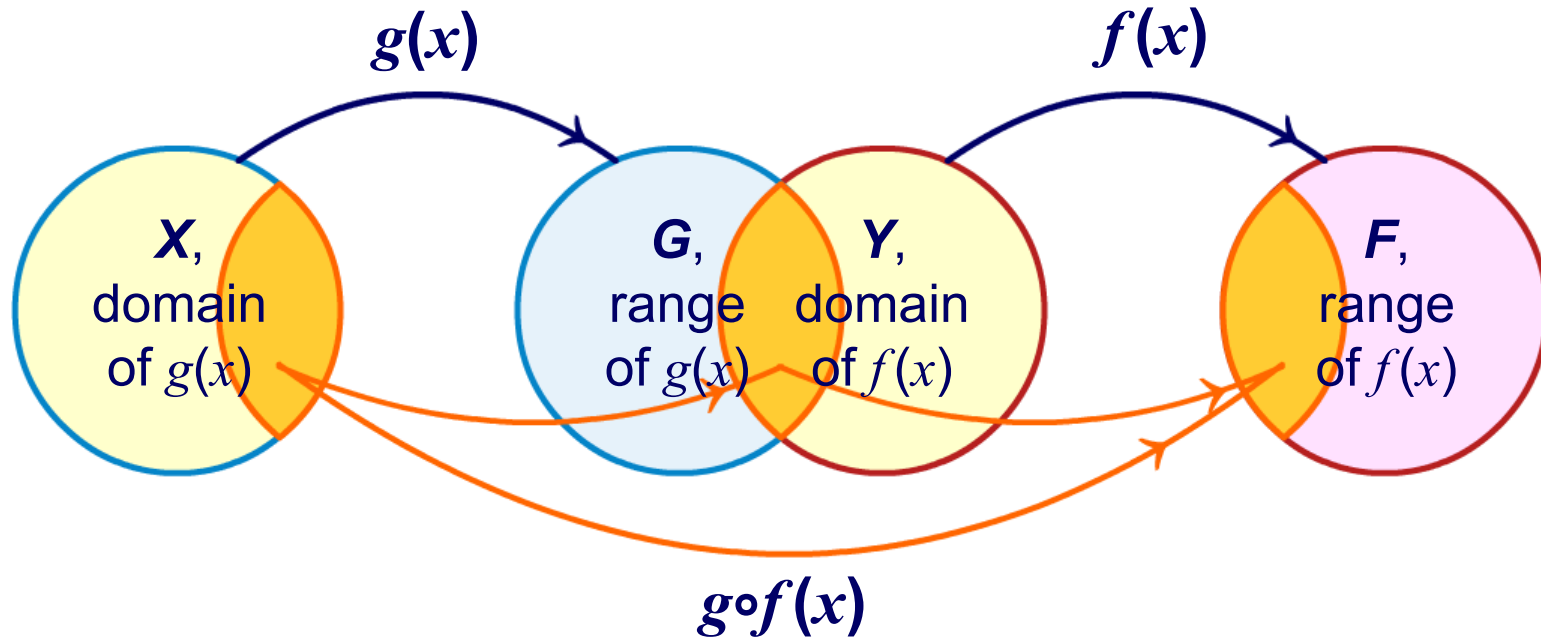 g(x)
f(x)
X,
domain
of g(x)
G,
range
of g(x)
Y,
domain
of f(x)
F,
range
of f(x)
g∘f(x)